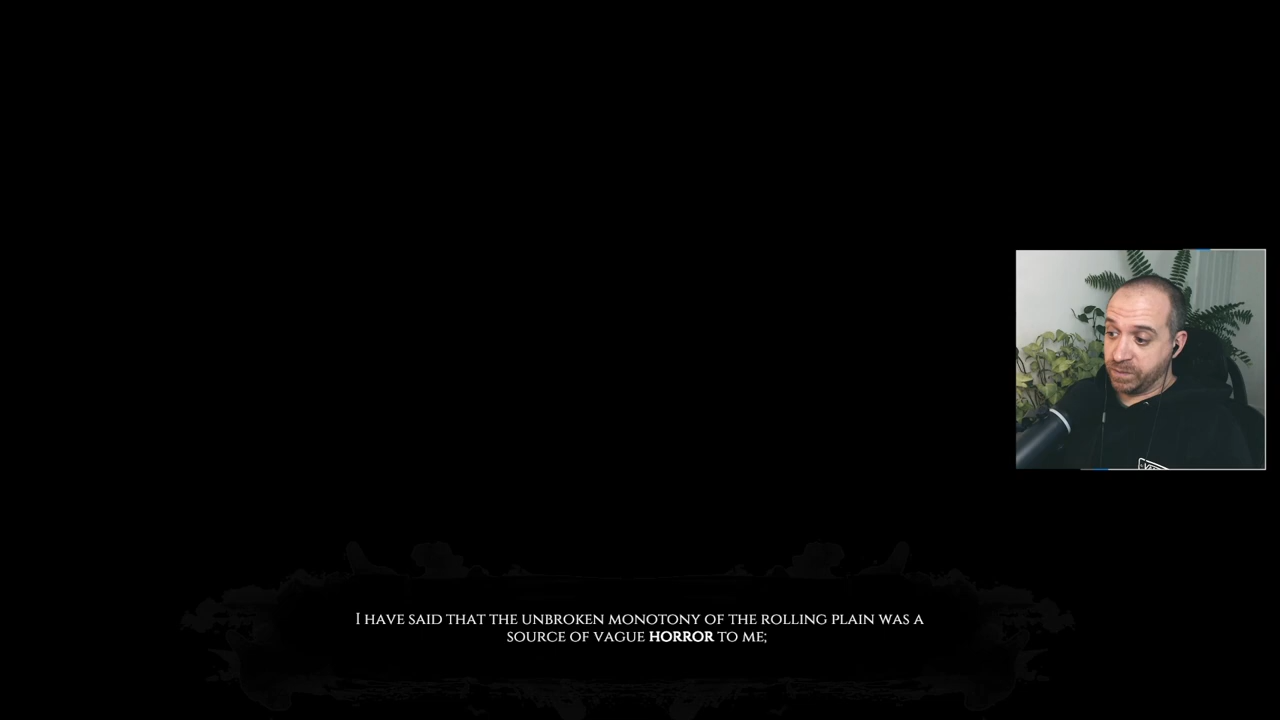 I HAVE SAID THAT THE UNBROKEN MONOTONY OF THE ROLLING PLAIN WAS A
SOURCE OF VAGUE HORROR TO ME;